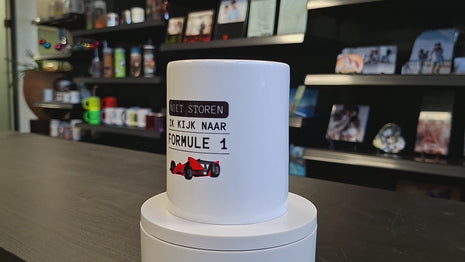 NIET STOREN
IK KIJK NAAR
FORMULE 1